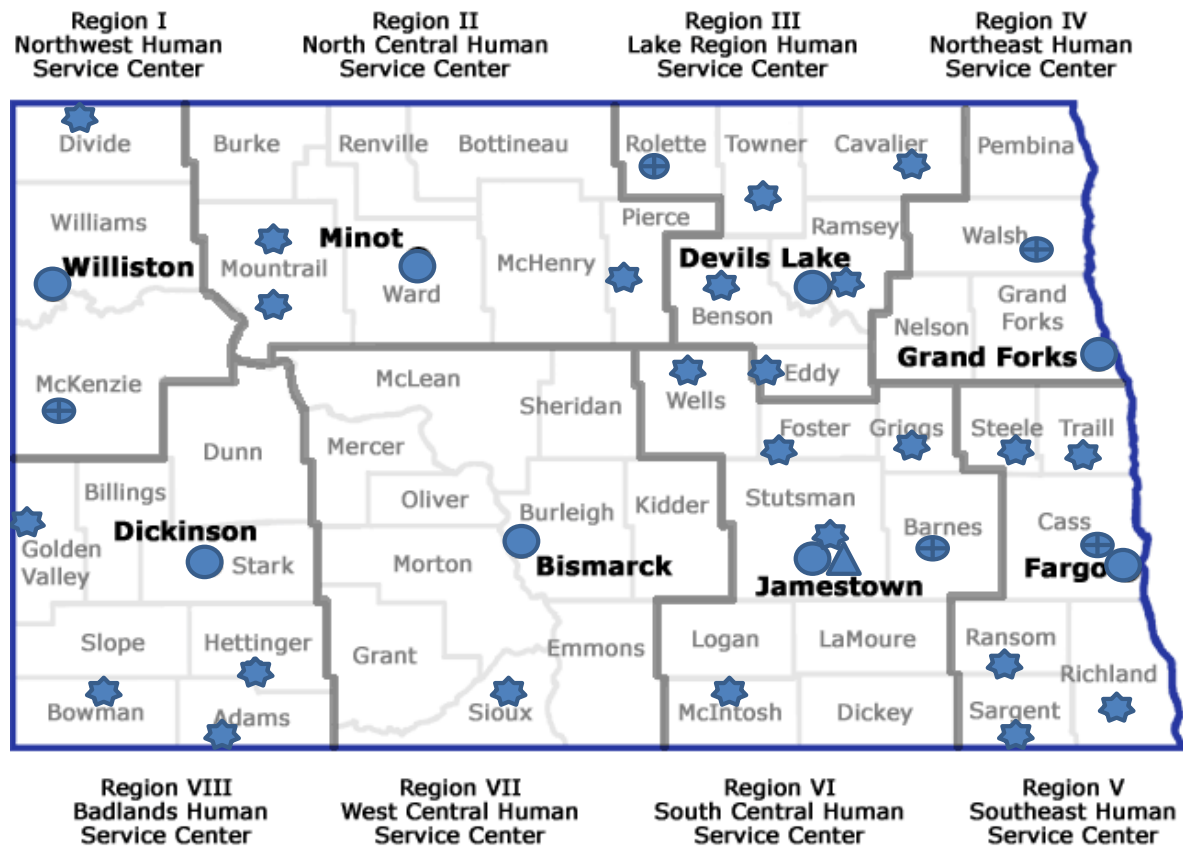 Region I
Northwest Human
Service Center
Region II
North Central Human
Service Center
Region III
Lake Region Human
Service Center
Region IV
Northeast Human
Service Center
Divide
Burke
Renville
Bottineau
Rolette
Towner
Cavalier
Pembina
Williams
Williston
Mountrail
Minot
Ward
McHenry
Pierce
Ramsey
Devils Lake
Benson
Walsh
Nelson
Grand
Forks
Grand Forks
McKenzie
McLean
Sheridan
Wells
Eddy
Dunn
Mercer
Foster
Griggs
Steele
Traill
Billings
Oliver
Burleigh
Kidder
Stutsman
Barnes
Cass
Golden
Valley
Dickinson
Stark
Morton
Bismarck
Jamestown
Fargo
Slope
Hettinger
Grant
Emmons
Logan
LaMoure
Ransom
Richland
Bowman
Adams
Sioux
McIntosh
Dickey
Sargent
Region VIII
Badlands Human
Service Center
Region VII
West Central Human
Service Center
Region VI
South Central Human
Service Center
Region V
Southeast Human
Service Center